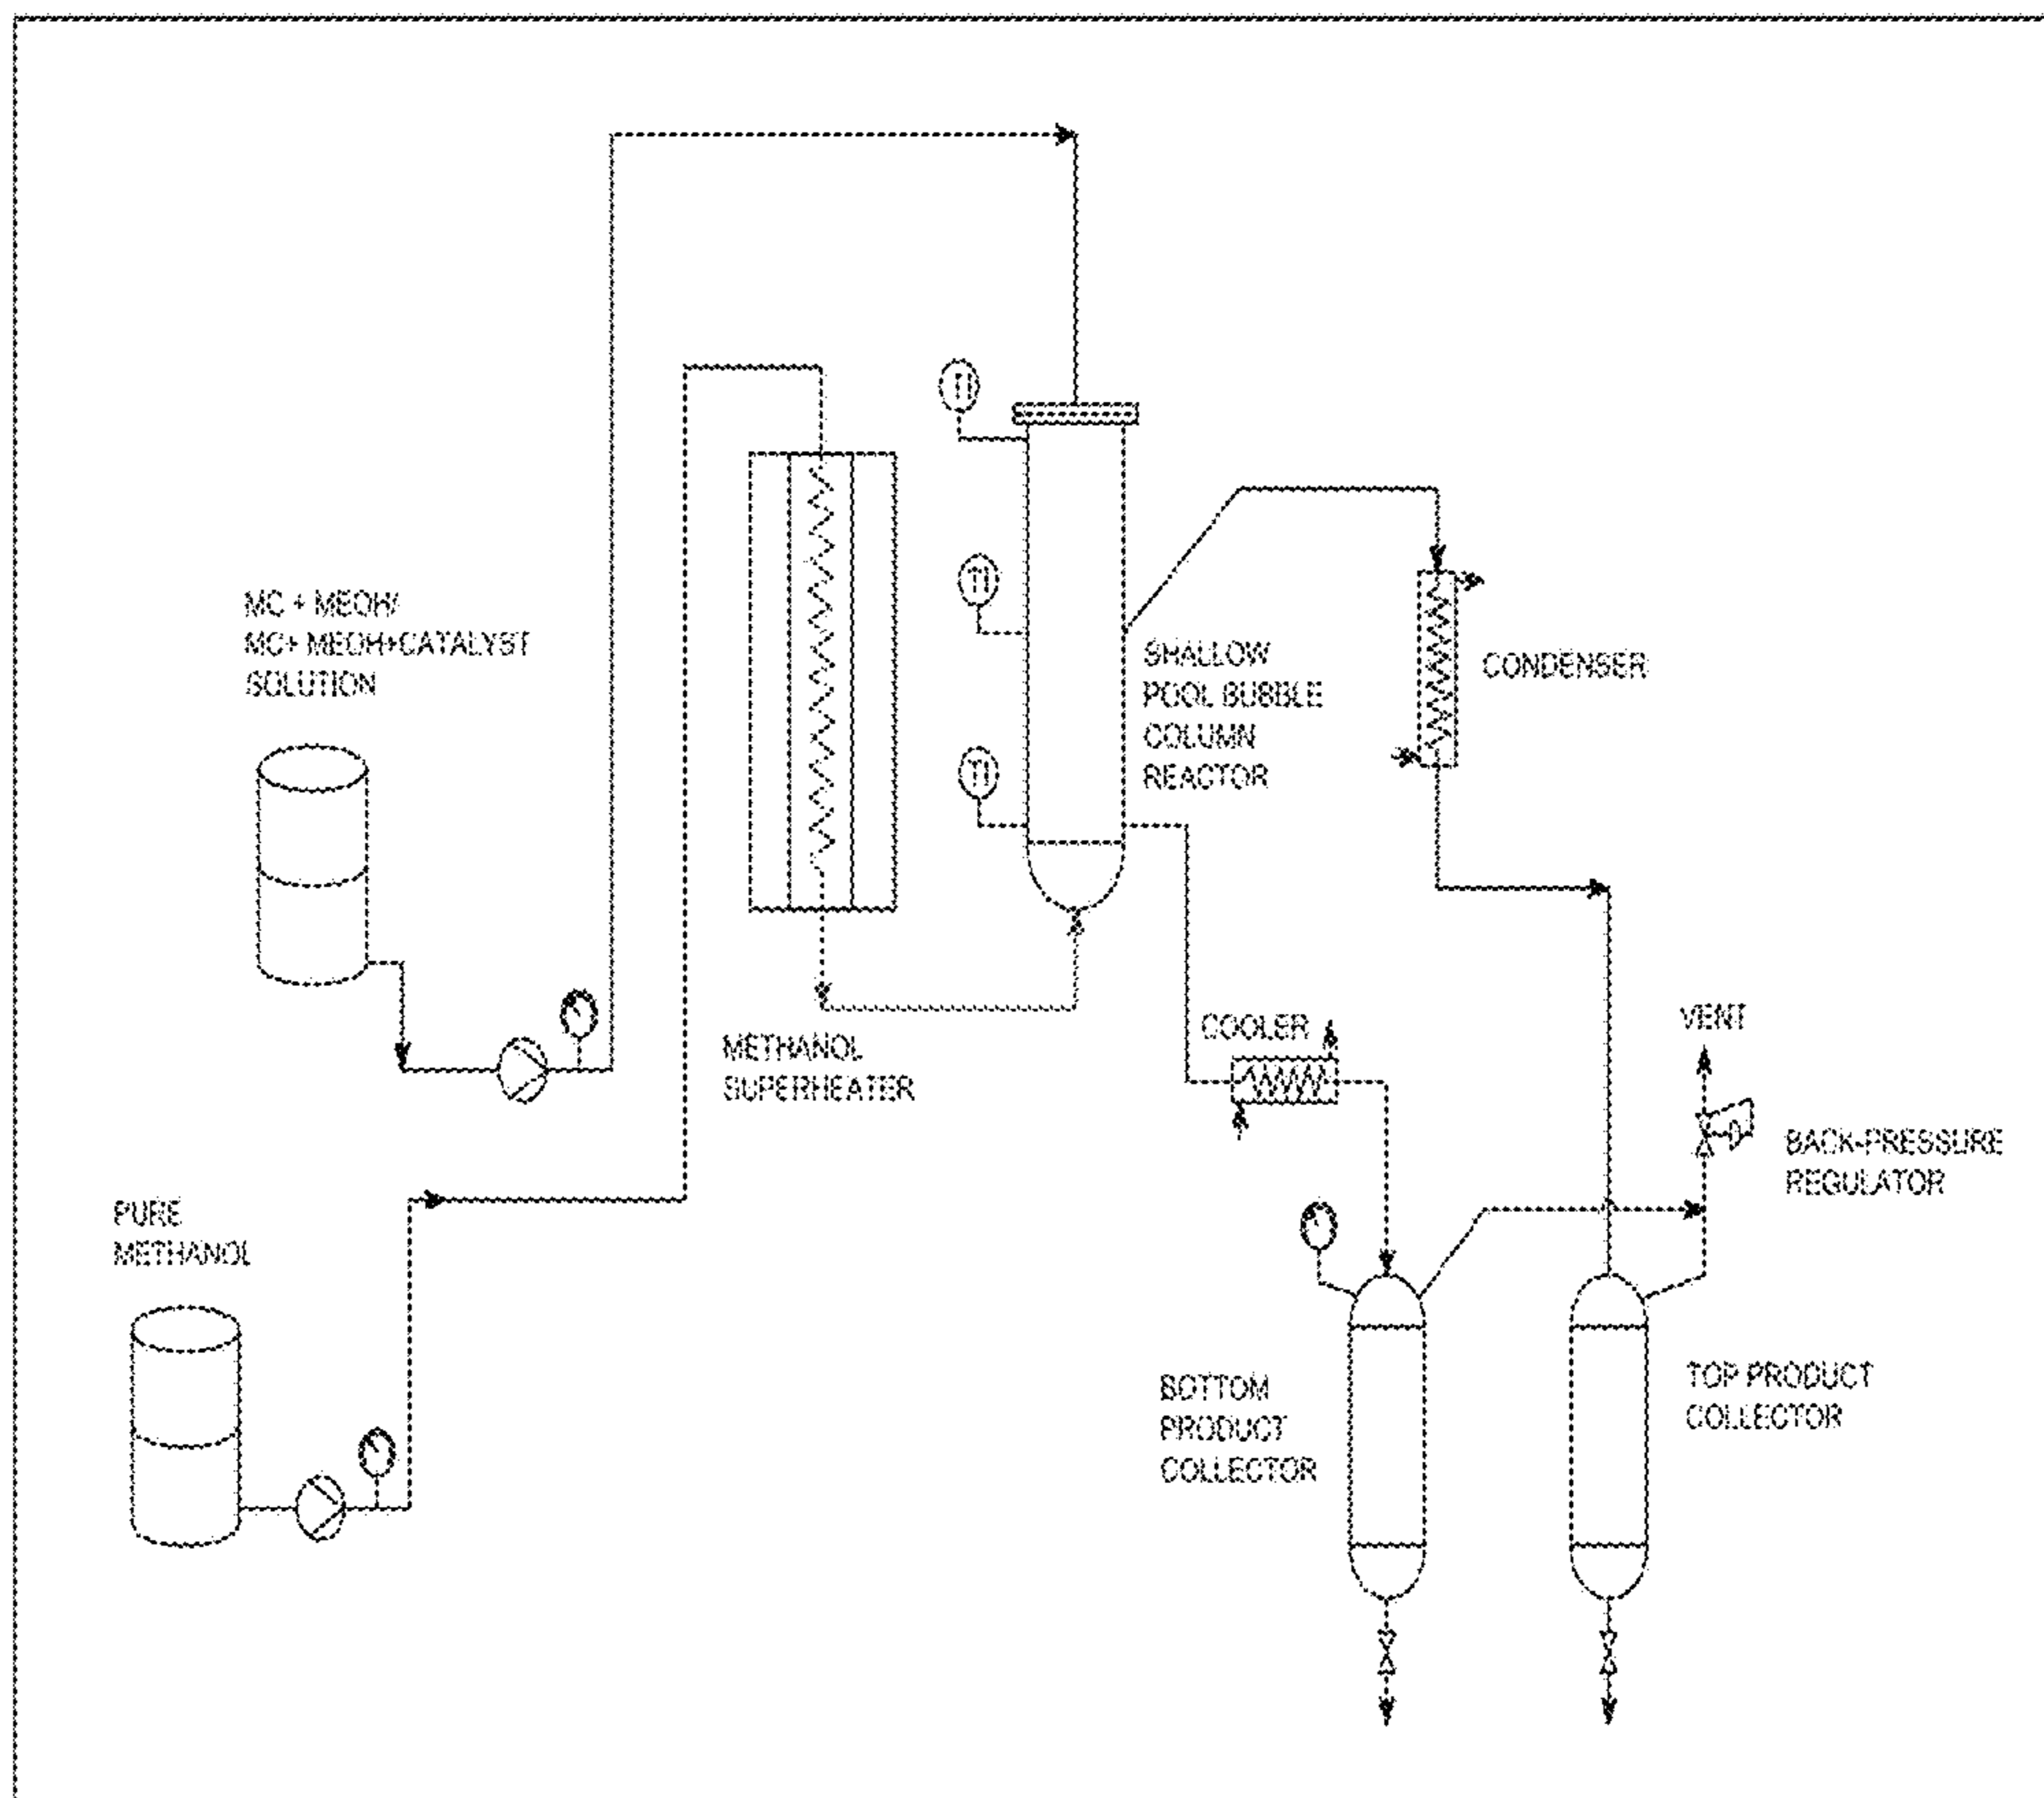 TI
MC + MEOH/
MC+ MEOH+CATALYST
SOLUTION
TI
SHALLOW
POOL BUBBLE
COLUMN
REACTOR
CONDENSER
TI
METHANOL
SUPERHEATER
COOLER
VENT
BACK-PRESSURE
REGULATOR
PURE
METHANOL
BOTTOM
PRODUCT
COLLECTOR
TOP PRODUCT
COLLECTOR